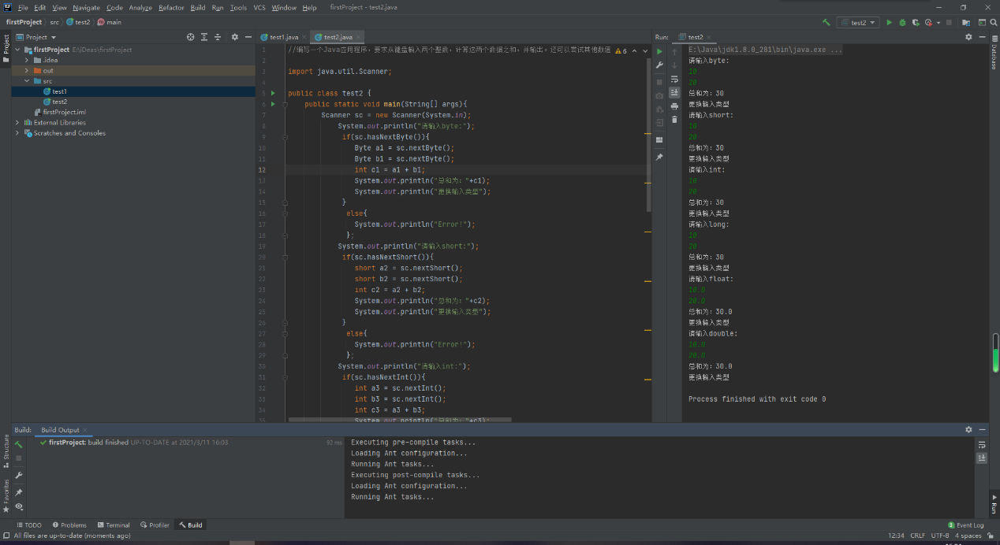 File Edit View Navigate Code Analyze Refactor Build Run Tools VCS Window Help firstProject - test2.java
firstProject src test2 main
test2
Project
Project
firstProject E:\jDeas\firstProject
.idea
out
src
test1
test2
firstProject.iml
External Libraries
Scratches and Consoles
test1.java
test2.java
6
1 //编写一个Java应用程序，要求从键盘输入两个整数，计算这两个数据之和，并输出。还可以尝试其他数值
2
3 import java.util.Scanner;
4
5 public class test2 {
6 public static void main(String[] args){
7 Scanner sc = new Scanner(System.in);
8 System.out.println("请输入byte:");
9 if(sc.hasNextByte()){
10 Byte a1 = sc.nextByte();
11 Byte b1 = sc.nextByte();
12 int c1 = a1 + b1;
13 System.out.println("总和为："+c1);
14 System.out.println("更换输入类型");
15 }
16 else{
17 System.out.println("Error!");
18 };
19 System.out.println("请输入short:");
20 if(sc.hasNextShort()){
21 short a2 = sc.nextShort();
22 short b2 = sc.nextShort();
23 int c2 = a2 + b2;
24 System.out.println("总和为："+c2);
25 System.out.println("更换输入类型");
26 }
27 else{
28 System.out.println("Error!");
29 };
30 System.out.println("请输入int:");
31 if(sc.hasNextInt()){
32 int a3 = sc.nextInt();
33 int b3 = sc.nextInt();
34 int c3 = a3 + b3;
35 System.out.println("总和为："+c3);
Run: test2
E:\Java\jdk1.8.0_281\bin\java.exe ...
请输入byte:
10
20
总和为：30
更换输入类型
请输入short:
10
20
总和为：30
更换输入类型
请输入int:
10
20
总和为：30
更换输入类型
请输入long:
10
20
总和为：30
更换输入类型
请输入float:
10.0
20.0
总和为：30.0
更换输入类型
请输入double:
10.0
20.0
总和为：30.0
更换输入类型
Process finished with exit code 0
Database
Run
Build: Build Output
firstProject: build finished UP-TO-DATE at 2021/3/11 16:03 92 ms
Executing pre-compile tasks...
Loading Ant configuration...
Running Ant tasks...
Executing post-compile tasks...
Loading Ant configuration...
Running Ant tasks...
Structure
Favorites
TODO Problems Terminal Profiler Build 3 Event Log
All files are up-to-date (moments ago) 12:34 CRLF UTF-8 4 spaces